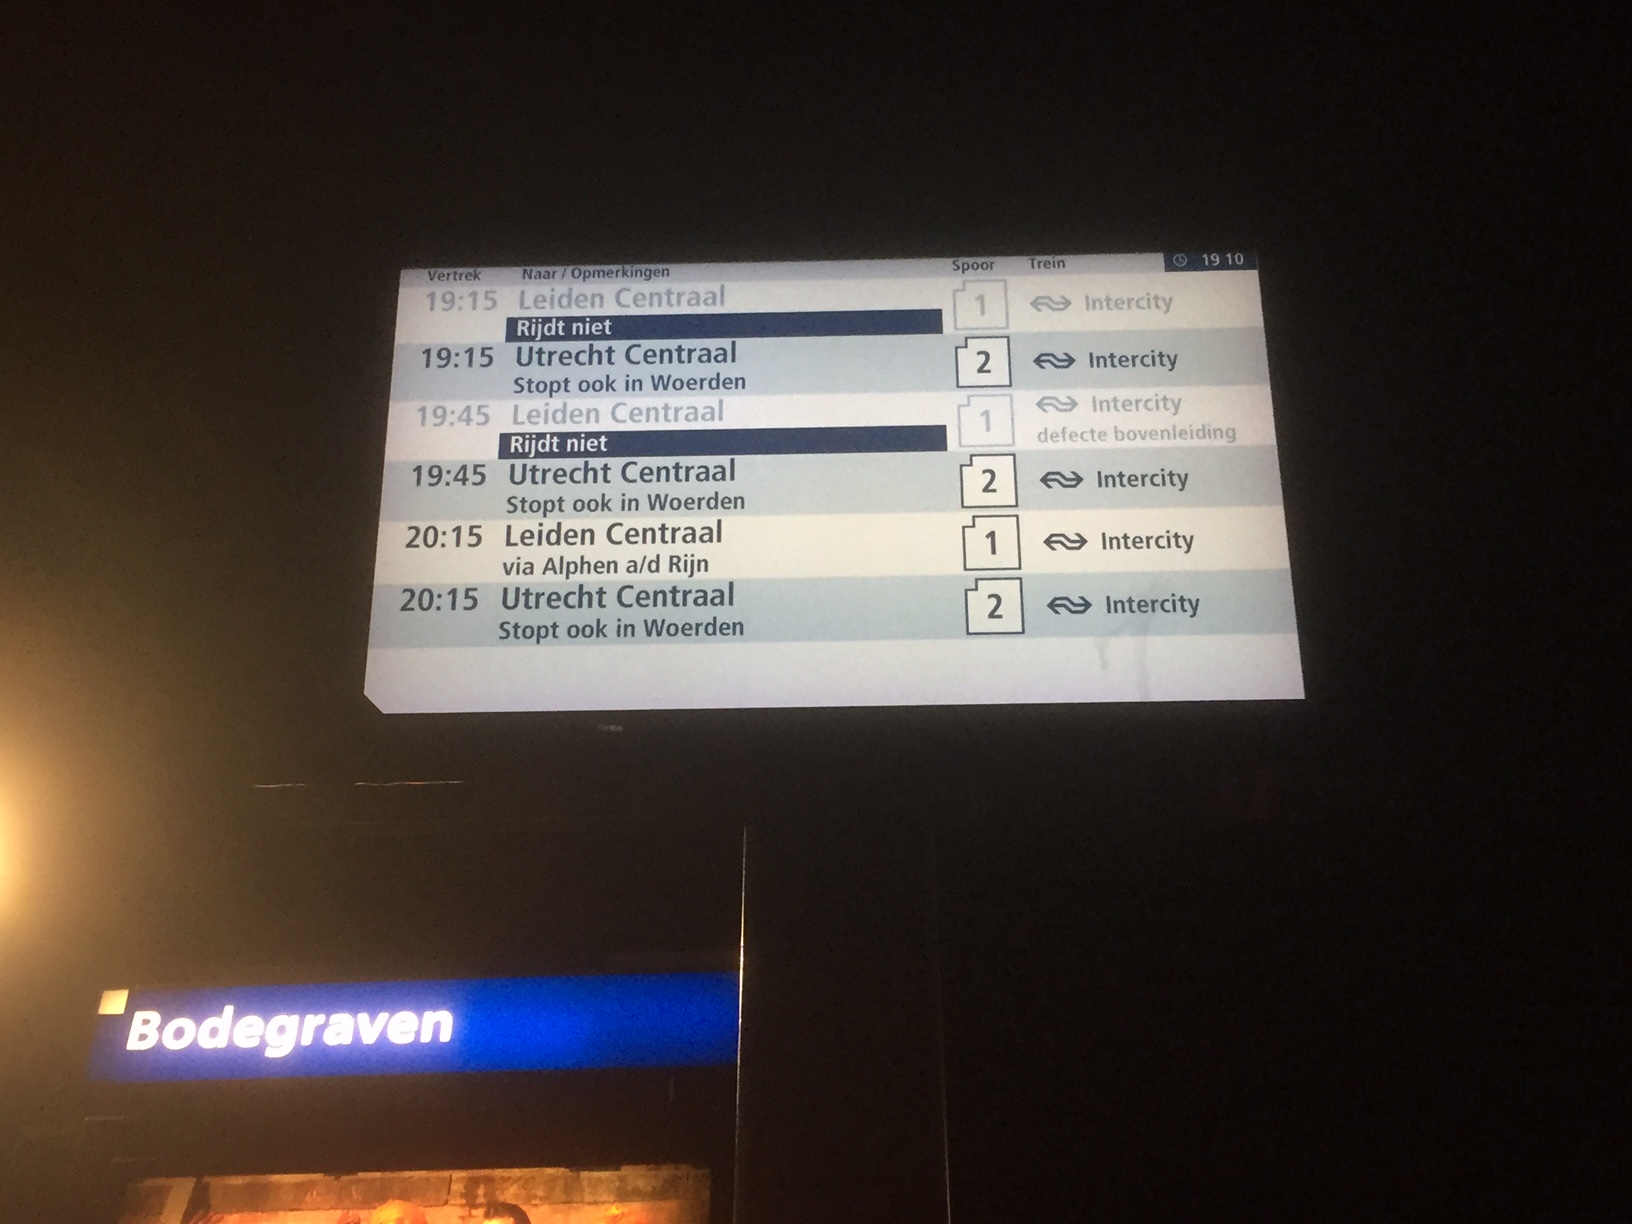 Vertrek Naar / Opmerkingen Spoor Trein 19 10
19:15 Leiden Centraal 1 Intercity
Rijdt niet
19:15 Utrecht Centraal 2 Intercity
Stopt ook in Woerden
19:45 Leiden Centraal 1 Intercity
Rijdt niet defecte bovenleiding
19:45 Utrecht Centraal 2 Intercity
Stopt ook in Woerden
20:15 Leiden Centraal 1 Intercity
via Alphen a/d Rijn
20:15 Utrecht Centraal 2 Intercity
Stopt ook in Woerden
Bodegraven